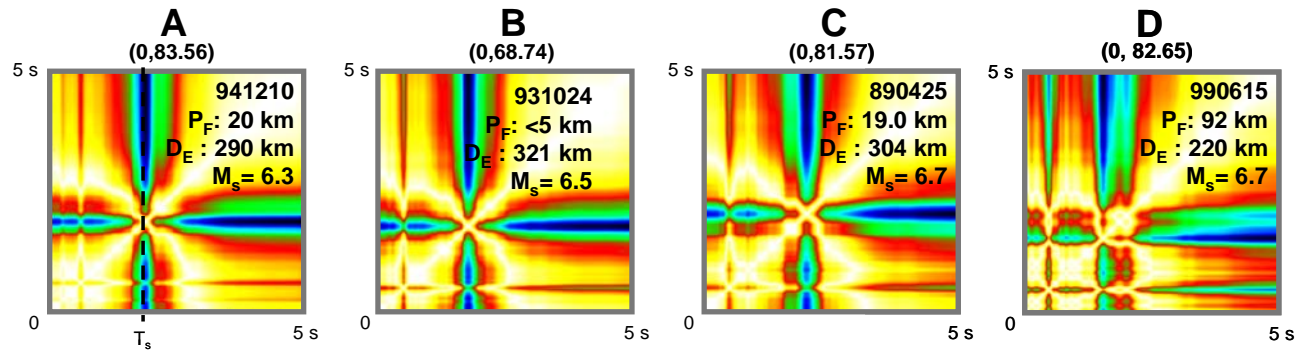 A
(0,83.56)
5 s
941210
PF: 20 km
DE : 290 km
Ms= 6.3
0
Ts
5 s
B
(0,68.74)
5 s
931024
PF: <5 km
DE : 321 km
Ms= 6.5
0
5 s
C
(0,81.57)
5 s
890425
PF: 19.0 km
DE : 304 km
Ms= 6.7
0
5 s
D
(0, 82.65)
5 s
990615
PF: 92 km
DE : 220 km
Ms= 6.7
0
5 s